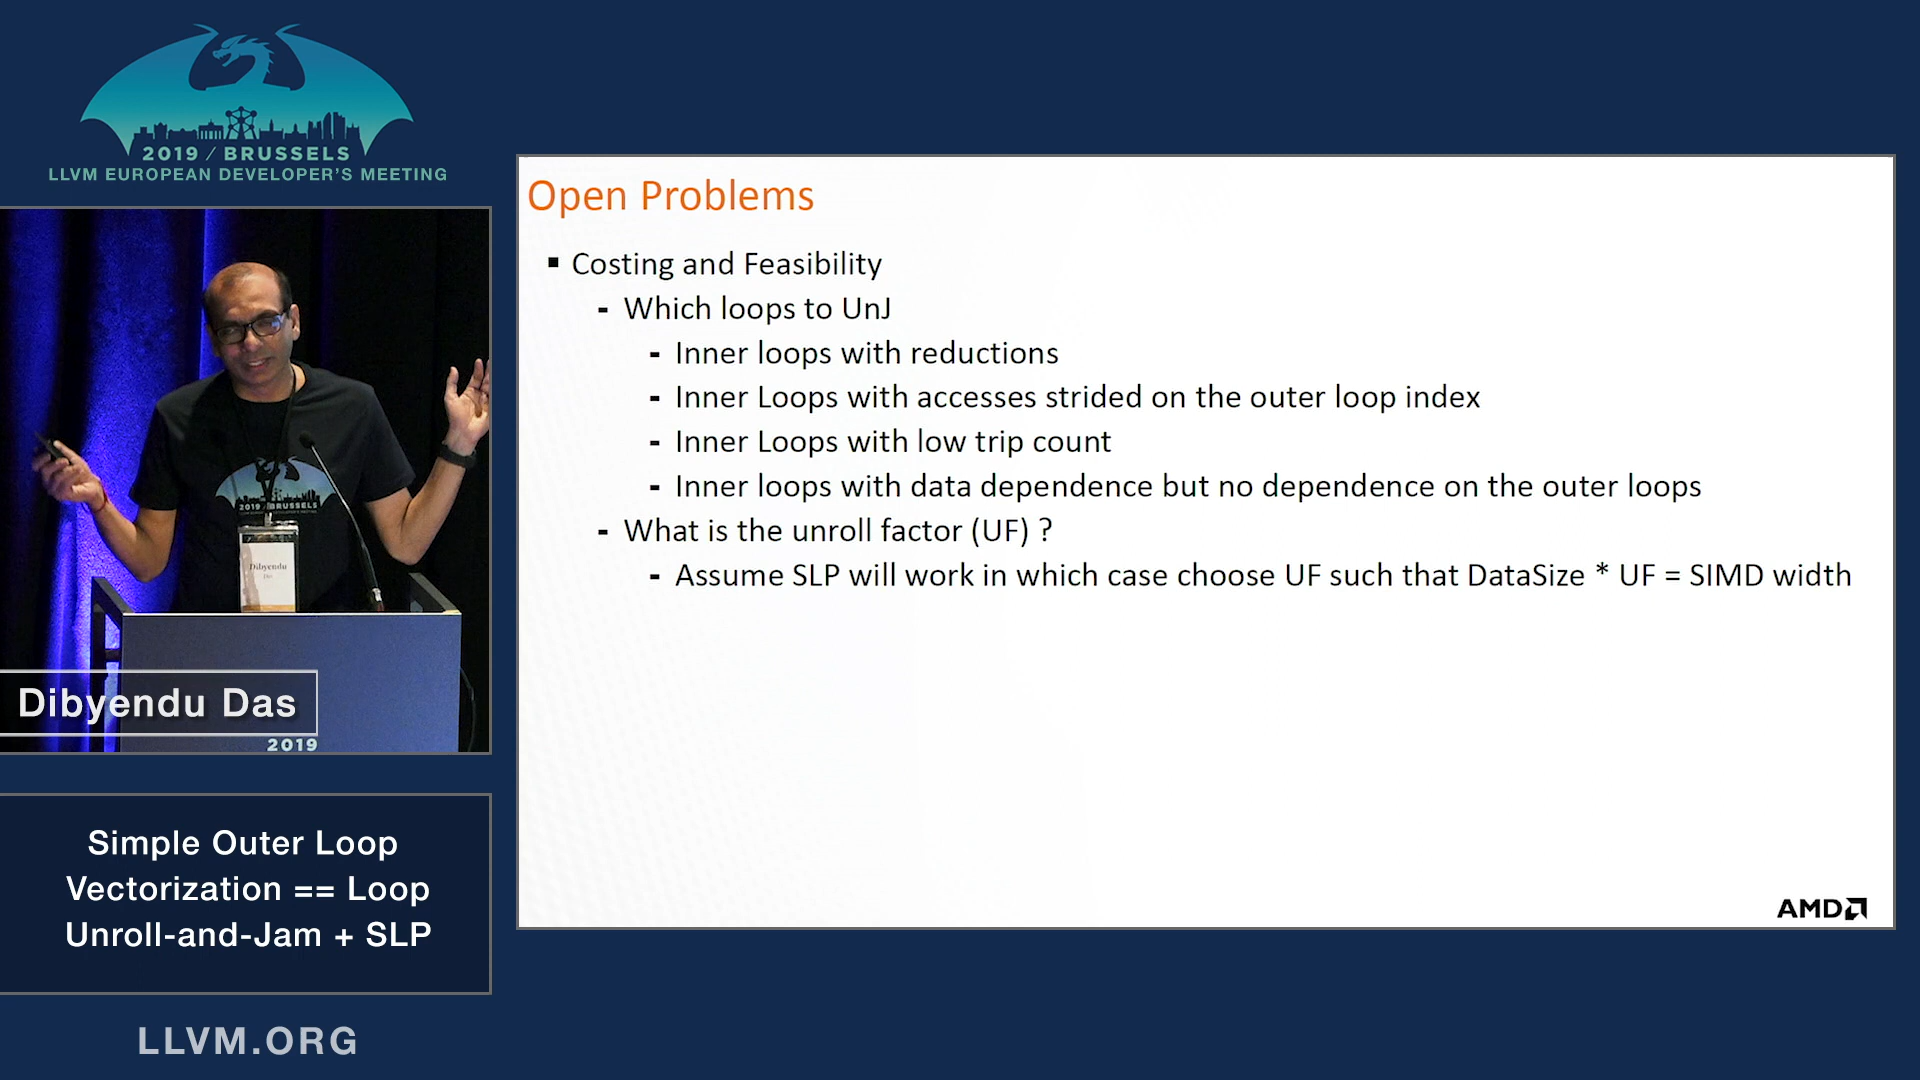 2019 / BRUSSELS
LLVM EUROPEAN DEVELOPER'S MEETING
2019 / BRUSSELS
Dibyendu
Dibyendu Das
2019
Simple Outer Loop
Vectorization == Loop
Unroll-and-Jam + SLP
LLVM.ORG
Open Problems
▪ Costing and Feasibility
- Which loops to UnJ
- Inner loops with reductions
- Inner Loops with accesses strided on the outer loop index
- Inner Loops with low trip count
- Inner loops with data dependence but no dependence on the outer loops
- What is the unroll factor (UF) ?
- Assume SLP will work in which case choose UF such that DataSize * UF = SIMD width
AMD